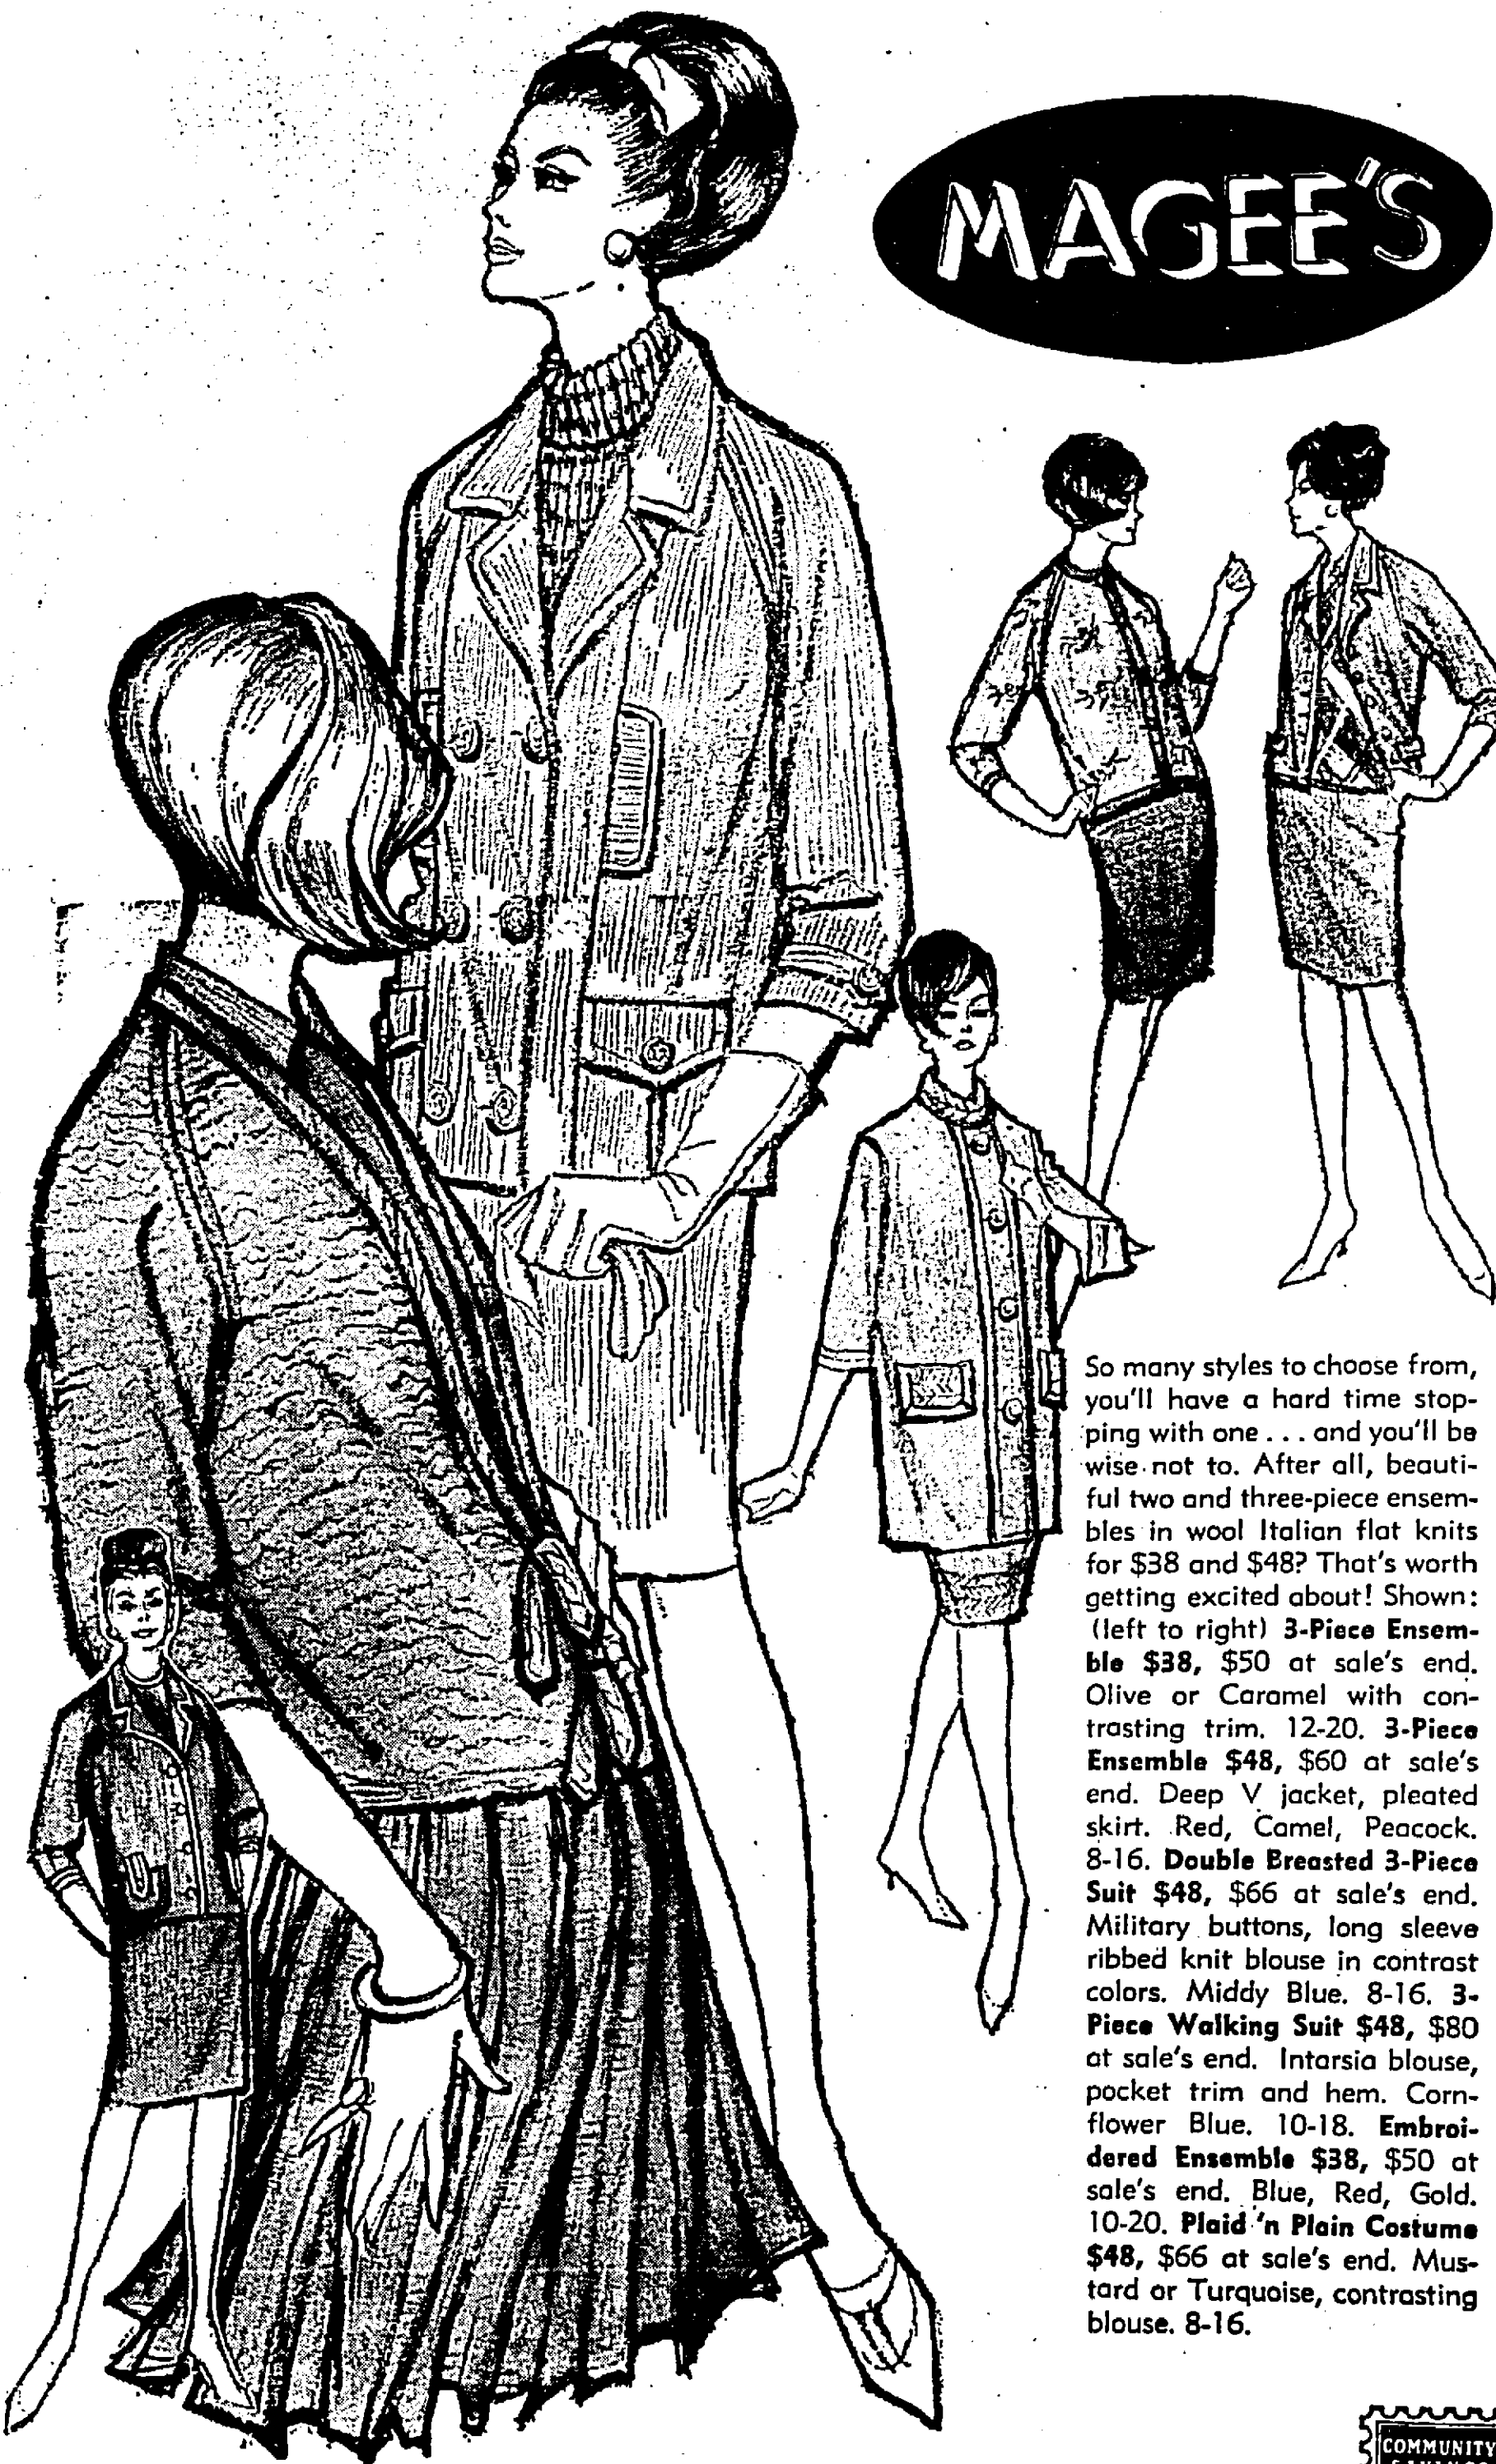 MAGEE'S
So many styles to choose from,
you'll have a hard time stop-
ping with one . . . and you'll be
wise not to. After all, beauti-
ful two and three-piece ensem-
bles in wool Italian flat knits
for $38 and $48? That's worth
getting excited about! Shown:
(left to right) 3-Piece Ensem-
ble $38, $50 at sale's end.
Olive or Caramel with con-
trasting trim. 12-20. 3-Piece
Ensemble $48, $60 at sale's
end. Deep V jacket, pleated
skirt. Red, Camel, Peacock.
8-16. Double Breasted 3-Piece
Suit $48, $66 at sale's end.
Military buttons, long sleeve
ribbed knit blouse in contrast
colors. Middy Blue. 8-16. 3-
Piece Walking Suit $48, $80
at sale's end. Intarsia blouse,
pocket trim and hem. Corn-
flower Blue. 10-18. Embroi-
dered Ensemble $38, $50 at
sale's end. Blue, Red, Gold.
10-20. Plaid 'n Plain Costume
$48, $66 at sale's end. Mus-
tard or Turquoise, contrasting
blouse. 8-16.
COMMUNITY